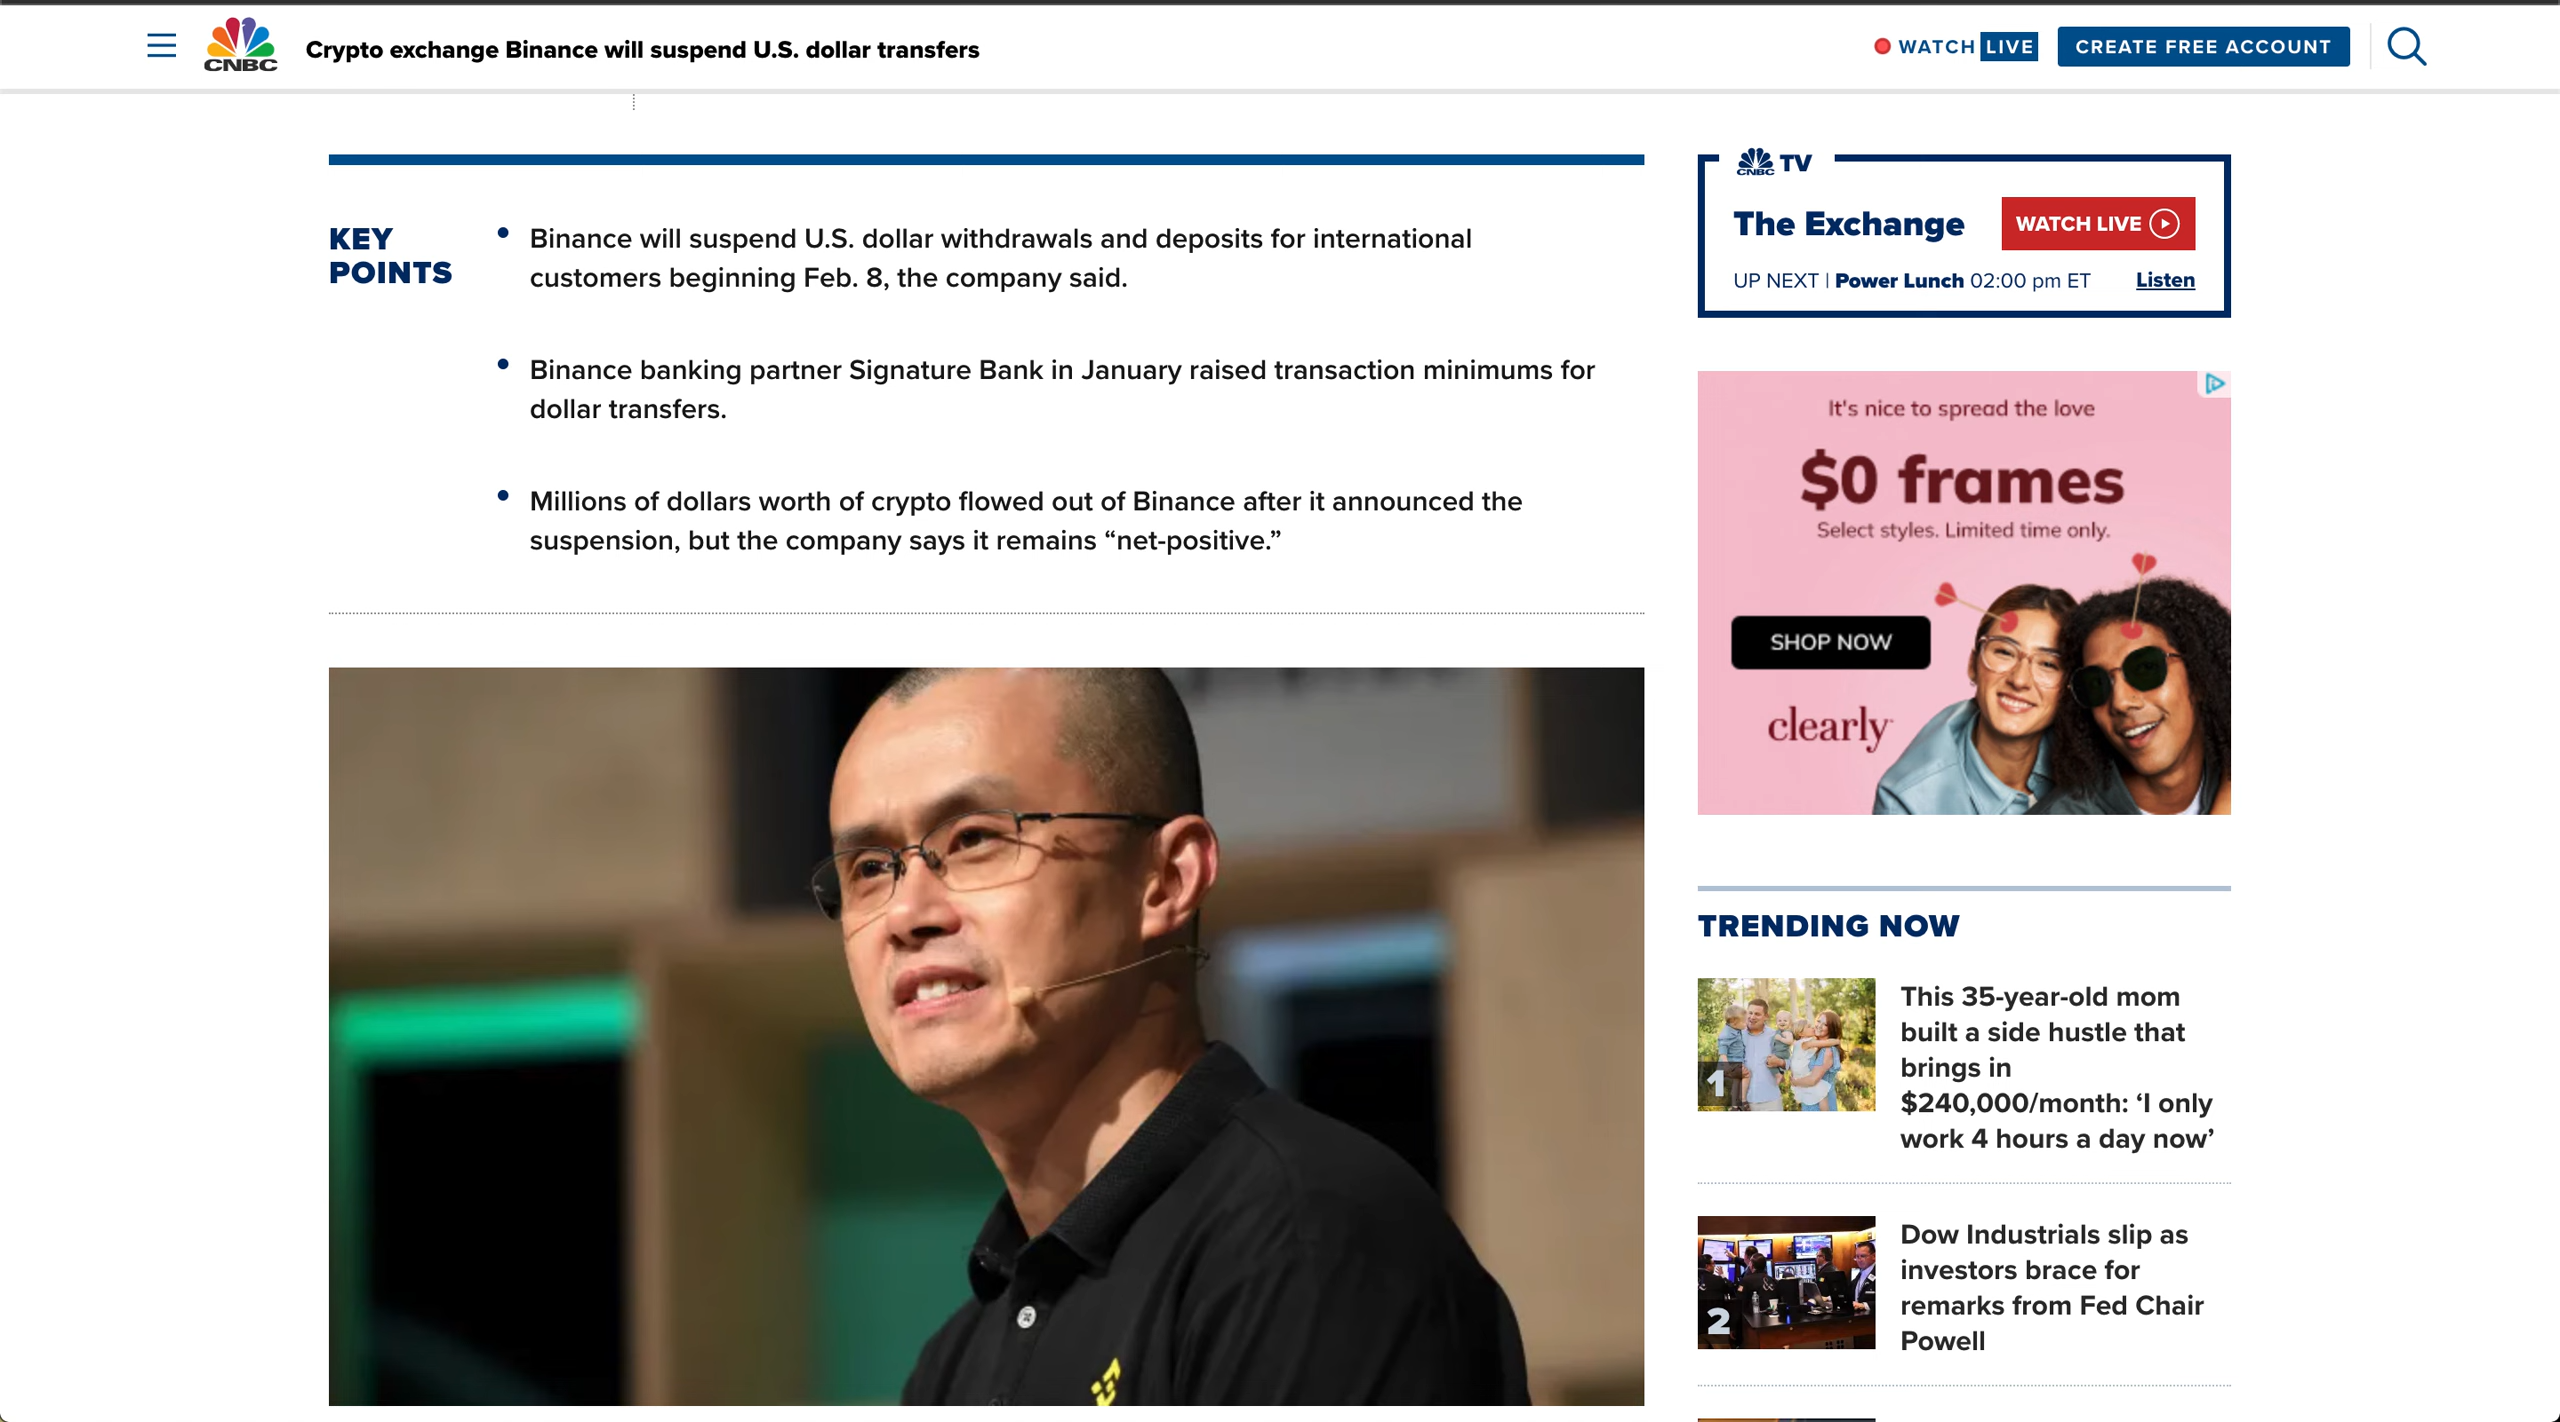 CNBC
Crypto exchange Binance will suspend U.S. dollar transfers
WATCH LIVE
CREATE FREE ACCOUNT
KEY
POINTS
Binance will suspend U.S. dollar withdrawals and deposits for international
customers beginning Feb. 8, the company said.
Binance banking partner Signature Bank in January raised transaction minimums for
dollar transfers.
Millions of dollars worth of crypto flowed out of Binance after it announced the
suspension, but the company says it remains “net-positive.”
CNBC TV
The Exchange
WATCH LIVE
UP NEXT | Power Lunch 02:00 pm ET
Listen
It's nice to spread the love
$0 frames
Select styles. Limited time only.
SHOP NOW
clearly
TRENDING NOW
1
This 35-year-old mom
built a side hustle that
brings in
$240,000/month: ‘I only
work 4 hours a day now’
2
Dow Industrials slip as
investors brace for
remarks from Fed Chair
Powell